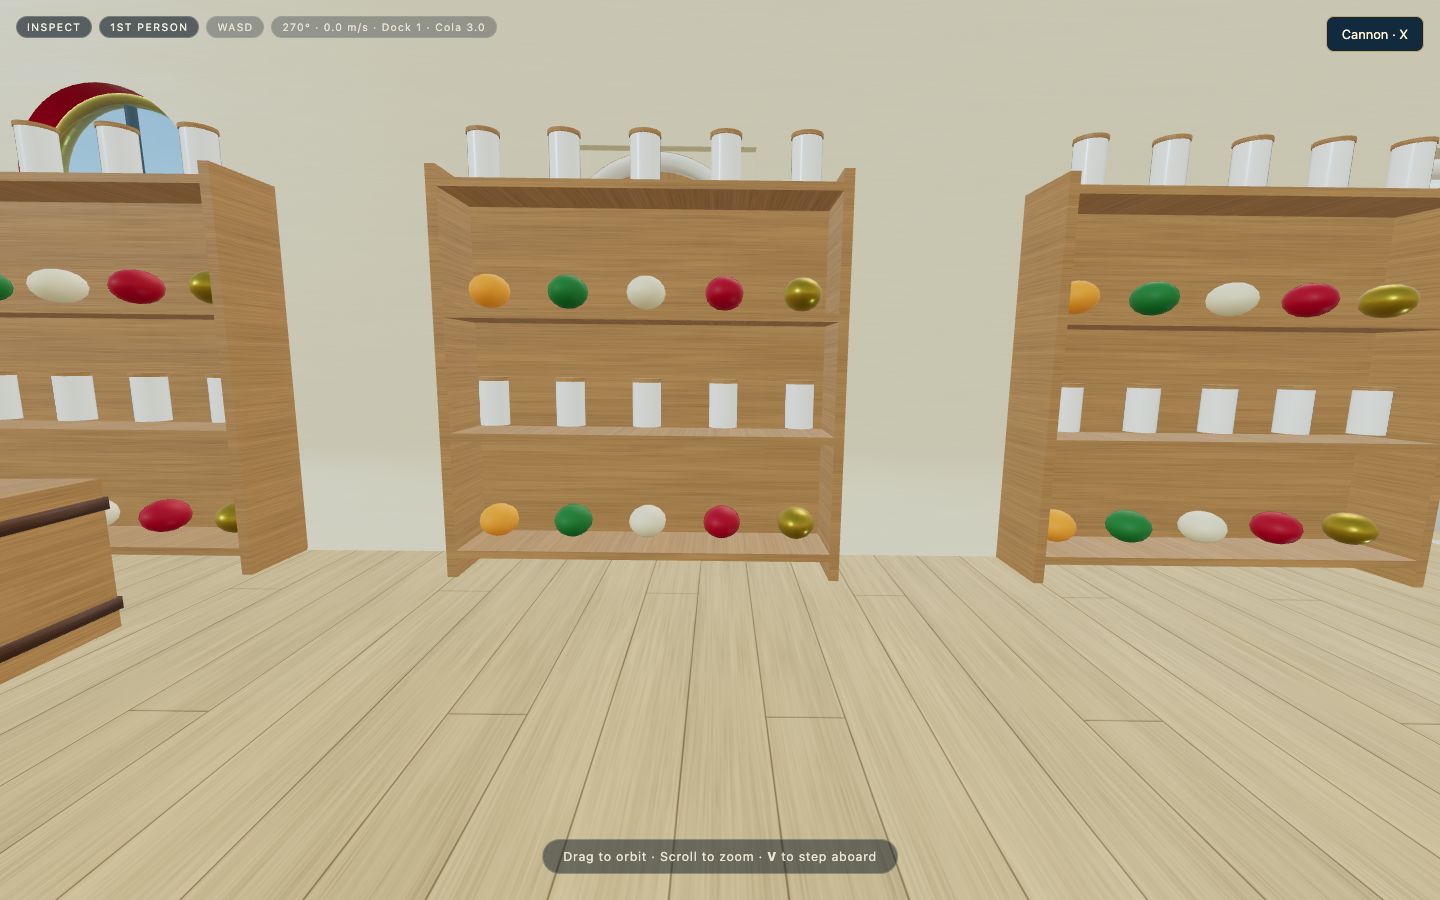 INSPECT
1ST PERSON
WASD
270° · 0.0 m/s · Dock 1 · Cola 3.0
Cannon · X
Drag to orbit · Scroll to zoom · V to step aboard